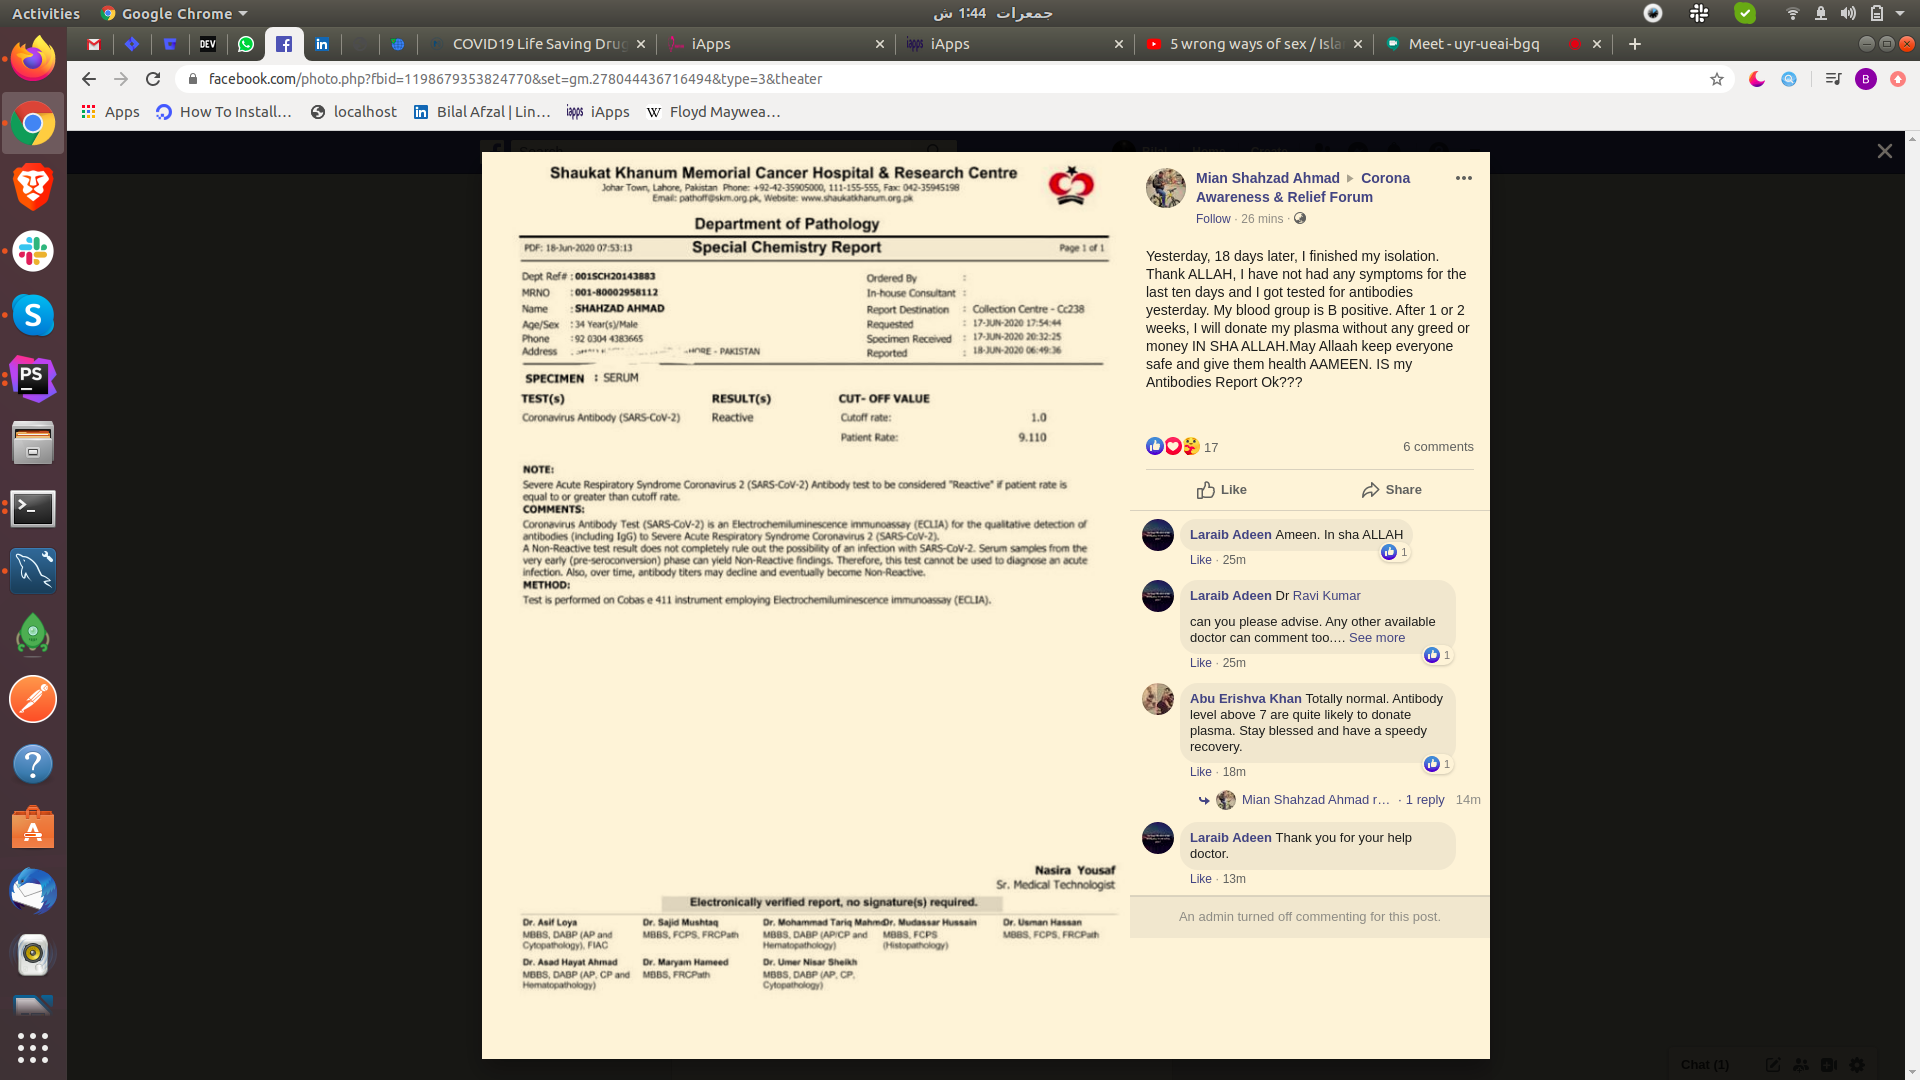 Activities
Google Chrome
جمعرات 1:44 ش
COVID19 Life Saving Drug
iApps
iApps
5 wrong ways of sex / Isla
Meet - uyr-ueai-bgq
facebook.com/photo.php?fbid=1198679353824770&set=gm.278044436716494&type=3&theater
B
Apps
How To Install…
localhost
Bilal Afzal | Lin…
iApps
Floyd Maywea…
Shaukat Khanum Memorial Cancer Hospital & Research Centre
Johar Town, Lahore, Pakistan Phone: +92-42-35905000, 111-155-555, Fax: 042-35945198
Email: pathoff@skm.org.pk, Website: www.shaukatkhanum.org.pk
Department of Pathology
PDF: 18-Jun-2020 07:53:13 Special Chemistry Report Page 1 of 1
Dept Ref# : 001SCH20143883
MRNO : 001-80002958112
Name : SHAHZAD AHMAD
Age/Sex : 34 Year(s)/Male
Phone : 92 0304 4383665
Address : HORE - PAKISTAN
Ordered By :
In-house Consultant :
Report Destination : Collection Centre - Cc238
Requested : 17-JUN-2020 17:54:44
Specimen Received : 17-JUN-2020 20:32:25
Reported : 18-JUN-2020 06:49:36
SPECIMEN : SERUM
TEST(s) RESULT(s) CUT- OFF VALUE
Coronavirus Antibody (SARS-CoV-2) Reactive Cutoff rate: 1.0
Patient Rate: 9.110
NOTE:
Severe Acute Respiratory Syndrome Coronavirus 2 (SARS-CoV-2) Antibody test to be considered "Reactive" if patient rate is
equal to or greater than cutoff rate.
COMMENTS:
Coronavirus Antibody Test (SARS-CoV-2) is an Electrochemiluminescence immunoassay (ECLIA) for the qualitative detection of
antibodies (including IgG) to Severe Acute Respiratory Syndrome Coronavirus 2 (SARS-CoV-2).
A Non-Reactive test result does not completely rule out the possibility of an infection with SARS-CoV-2. Serum samples from the
very early (pre-seroconversion) phase can yield Non-Reactive findings. Therefore, this test cannot be used to diagnose an acute
infection. Also, over time, antibody titers may decline and eventually become Non-Reactive.
METHOD:
Test is performed on Cobas e 411 instrument employing Electrochemiluminescence immunoassay (ECLIA).
Nasira Yousaf
Sr. Medical Technologist
Electronically verified report, no signature(s) required.
Dr. Asif Loya
MBBS, DABP (AP and
Cytopathology), FIAC
Dr. Sajid Mushtaq
MBBS, FCPS, FRCPath
Dr. Mohammad Tariq Mahmo
MBBS, DABP (AP/CP and
Hematopathology)
Dr. Mudassar Hussain
MBBS, FCPS
(Histopathology)
Dr. Usman Hassan
MBBS, FCPS, FRCPath
Dr. Asad Hayat Ahmad
MBBS, DABP (AP, CP and
Hematopathology)
Dr. Maryam Hameed
MBBS, FRCPath
Dr. Umer Nisar Sheikh
MBBS, DABP (AP, CP,
Cytopathology)
Mian Shahzad Ahmad ▸ Corona
Awareness & Relief Forum
Follow · 26 mins ·
Yesterday, 18 days later, I finished my isolation.
Thank ALLAH, I have not had any symptoms for the
last ten days and I got tested for antibodies
yesterday. My blood group is B positive. After 1 or 2
weeks, I will donate my plasma without any greed or
money IN SHA ALLAH.May Allaah keep everyone
safe and give them health AAMEEN. IS my
Antibodies Report Ok???
17
6 comments
Like
Share
Laraib Adeen Ameen. In sha ALLAH
1
Like · 25m
Laraib Adeen Dr Ravi Kumar
can you please advise. Any other available
doctor can comment too.… See more
1
Like · 25m
Abu Erishva Khan Totally normal. Antibody
level above 7 are quite likely to donate
plasma. Stay blessed and have a speedy
recovery.
1
Like · 18m
Mian Shahzad Ahmad r… · 1 reply 14m
Laraib Adeen Thank you for your help
doctor.
Like · 13m
An admin turned off commenting for this post.
Chat (1)
DEV
PS